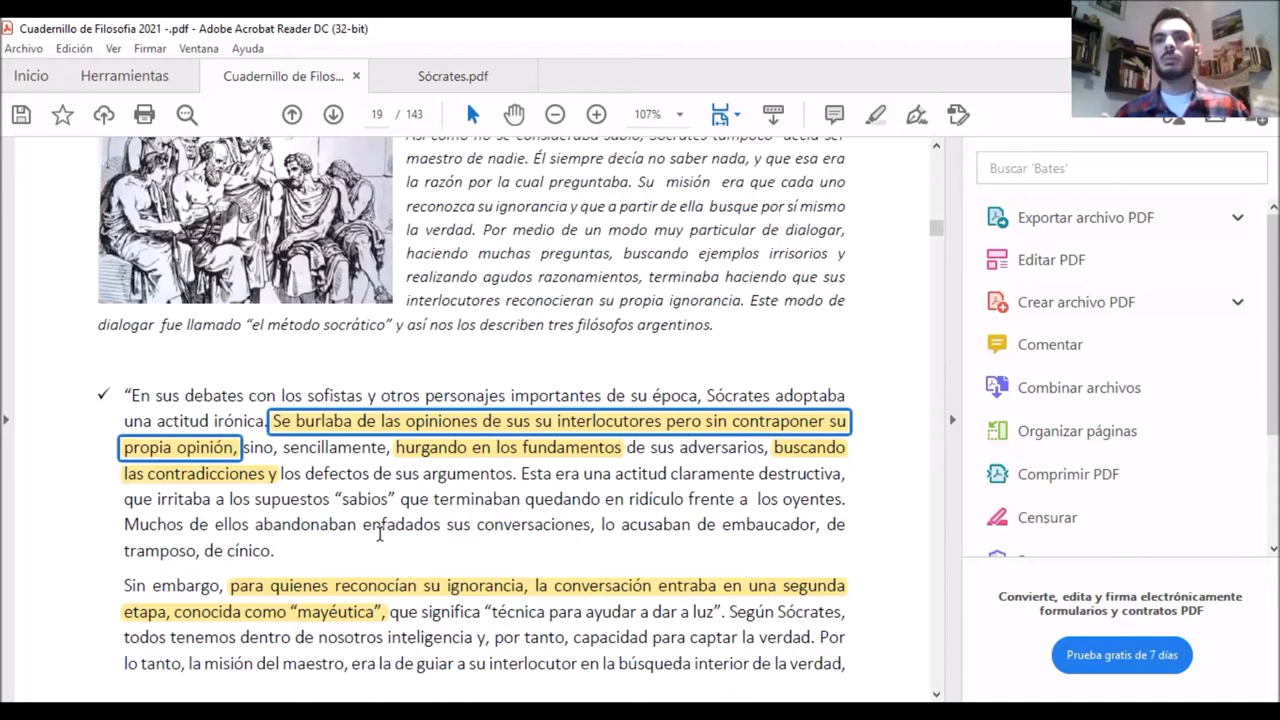 Cuadernillo de Filosofia 2021 -.pdf - Adobe Acrobat Reader DC (32-bit)
Archivo Edición Ver Firmar Ventana Ayuda
Inicio Herramientas Cuadernillo de Filos... × Sócrates.pdf
19 / 143 107%
Así como no se consideraba sabio, Sócrates tampoco decía ser
maestro de nadie. Él siempre decía no saber nada, y que esa era
la razón por la cual preguntaba. Su misión era que cada uno
reconozca su ignorancia y que a partir de ella busque por sí mismo
la verdad. Por medio de un modo muy particular de dialogar,
haciendo muchas preguntas, buscando ejemplos irrisorios y
realizando agudos razonamientos, terminaba haciendo que sus
interlocutores reconocieran su propia ignorancia. Este modo de
dialogar fue llamado “el método socrático” y así nos los describen tres filósofos argentinos.
✓ “En sus debates con los sofistas y otros personajes importantes de su época, Sócrates adoptaba
una actitud irónica. Se burlaba de las opiniones de sus su interlocutores pero sin contraponer su
propia opinión, sino, sencillamente, hurgando en los fundamentos de sus adversarios, buscando
las contradicciones y los defectos de sus argumentos. Esta era una actitud claramente destructiva,
que irritaba a los supuestos “sabios” que terminaban quedando en ridículo frente a los oyentes.
Muchos de ellos abandonaban enfadados sus conversaciones, lo acusaban de embaucador, de
tramposo, de cínico.
Sin embargo, para quienes reconocían su ignorancia, la conversación entraba en una segunda
etapa, conocida como “mayéutica”, que significa “técnica para ayudar a dar a luz”. Según Sócrates,
todos tenemos dentro de nosotros inteligencia y, por tanto, capacidad para captar la verdad. Por
lo tanto, la misión del maestro, era la de guiar a su interlocutor en la búsqueda interior de la verdad,
Buscar 'Bates'
Exportar archivo PDF
Editar PDF
Crear archivo PDF
Comentar
Combinar archivos
Organizar páginas
Comprimir PDF
Censurar
Convierte, edita y firma electrónicamente
formularios y contratos PDF
Prueba gratis de 7 días